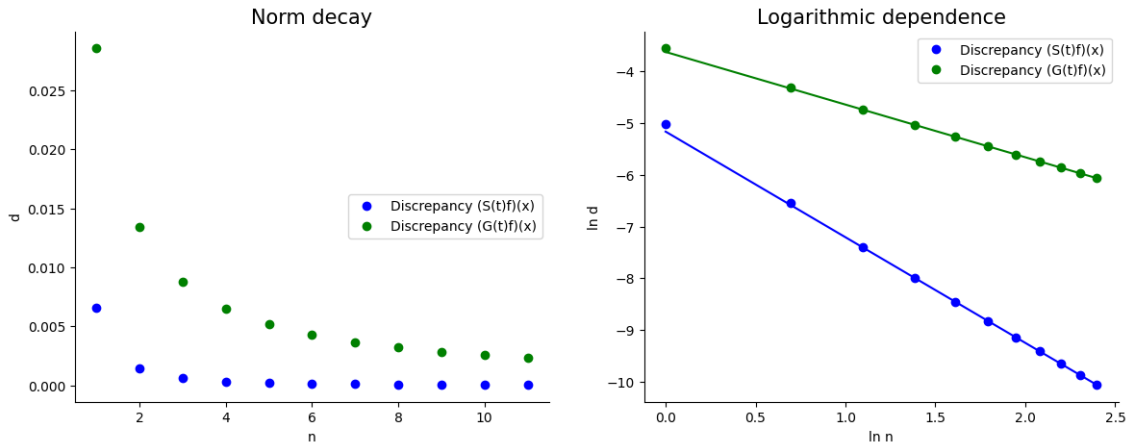 Norm decay
d
0.025
0.020
0.015
0.010
0.005
0.000
2
4
6
8
10
n
Discrepancy (S(t)f)(x)
Discrepancy (G(t)f)(x)
Logarithmic dependence
ln d
−4
−5
−6
−7
−8
−9
−10
0.0
0.5
1.0
1.5
2.0
2.5
ln n
Discrepancy (S(t)f)(x)
Discrepancy (G(t)f)(x)